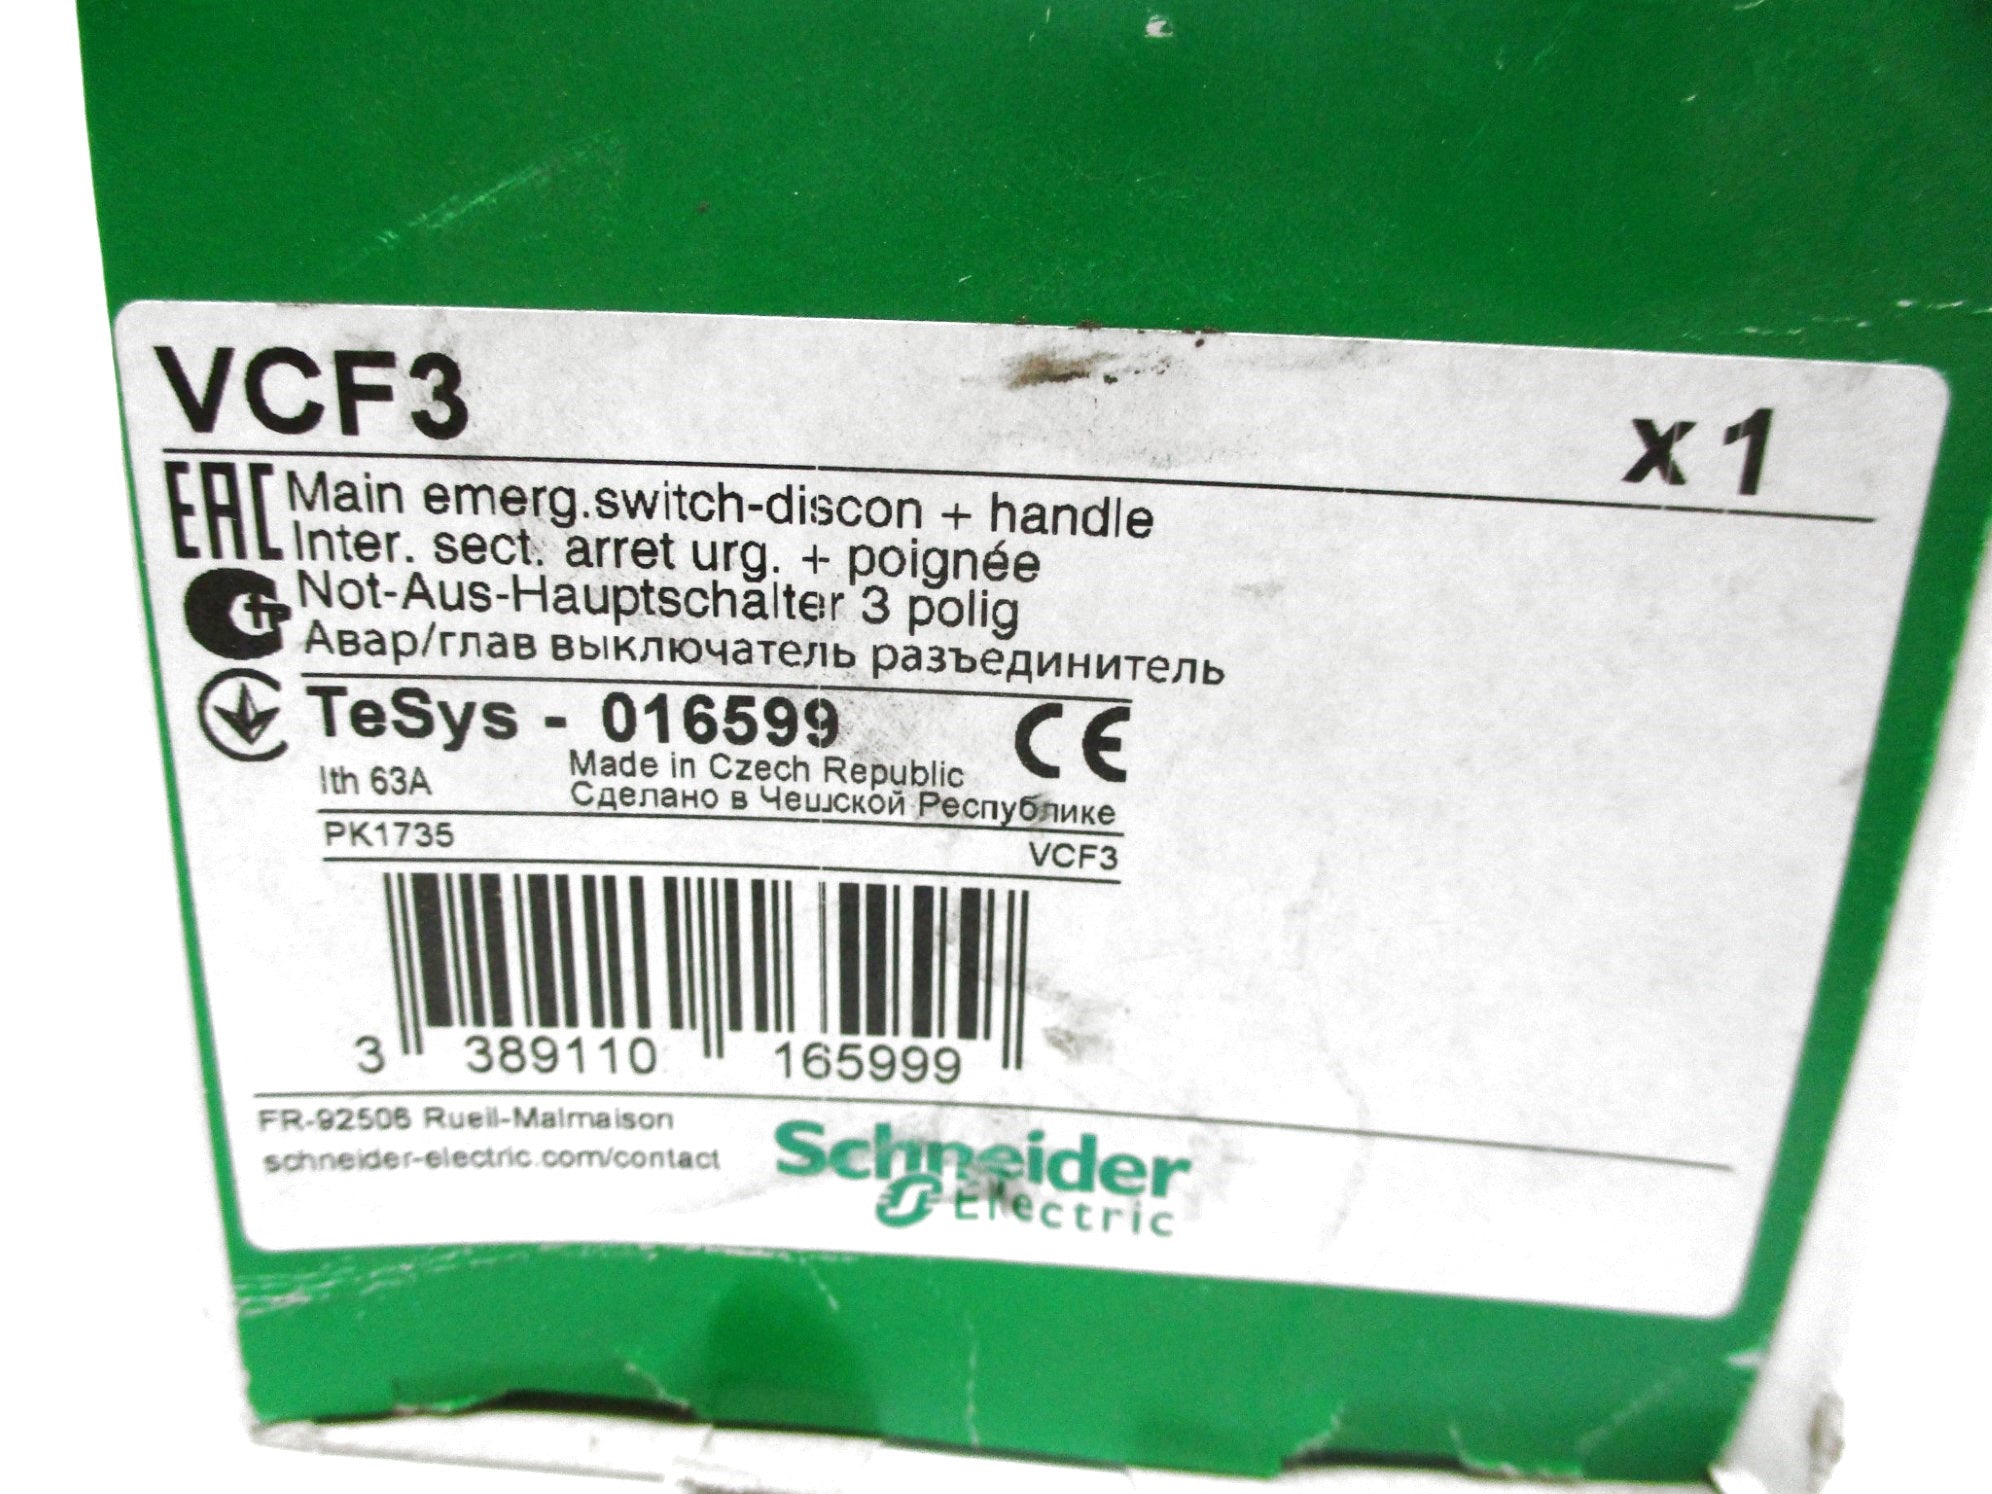 VCF3
x 1
EAC
Main emerg.switch-discon + handle
Inter. sect. arret urg. + poignée
Not-Aus-Hauptschalter 3 polig
Авар/глав выключатель разъединитель
TeSys - 016599
CE
Ith 63A
Made in Czech Republic
Сделано в Чешской Республике
PK1735
VCF3
3 389110 165999
FR-92506 Rueil-Malmaison
schneider-electric.com/contact
Schneider
Electric